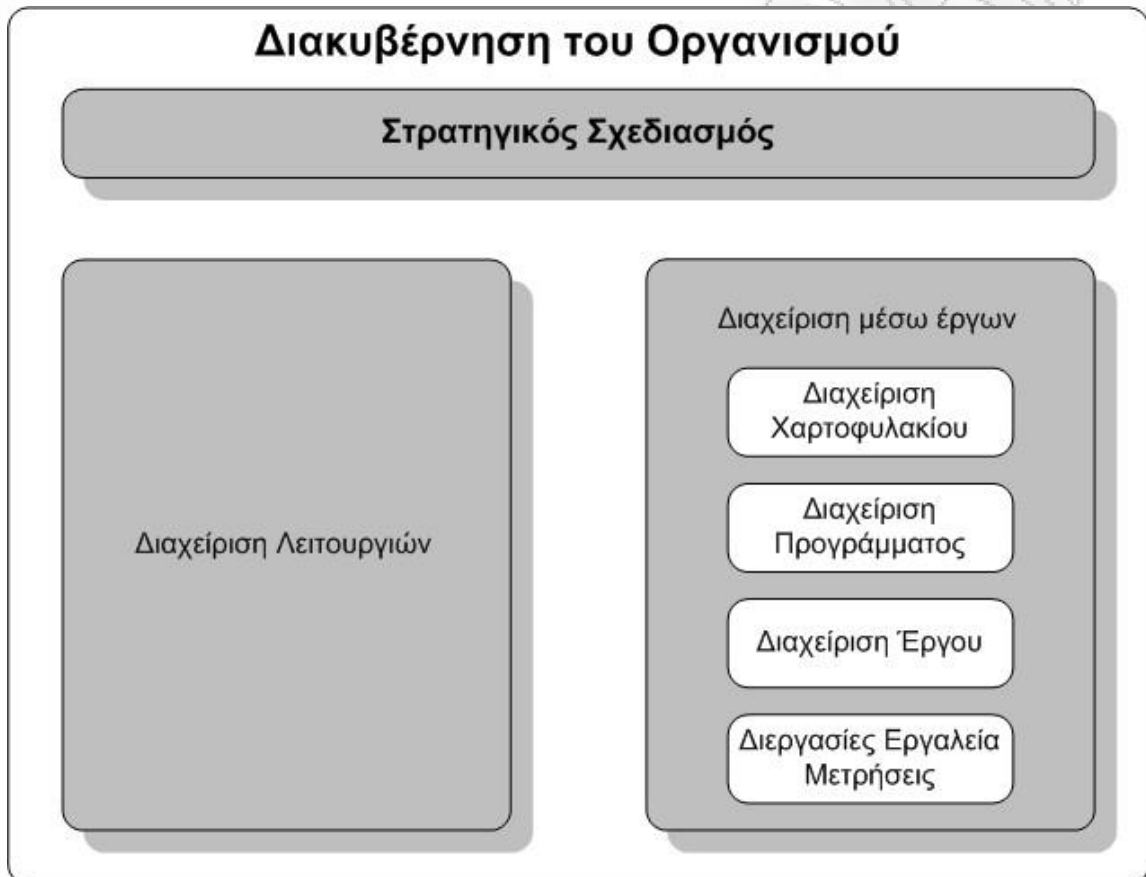 Διακυβέρνηση του Οργανισμού
Στρατηγικός Σχεδιασμός
Διαχείριση Λειτουργιών
Διαχείριση μέσω έργων
Διαχείριση
Χαρτοφυλακίου
Διαχείριση
Προγράμματος
Διαχείριση Έργου
Διεργασίες Εργαλεία
Μετρήσεις